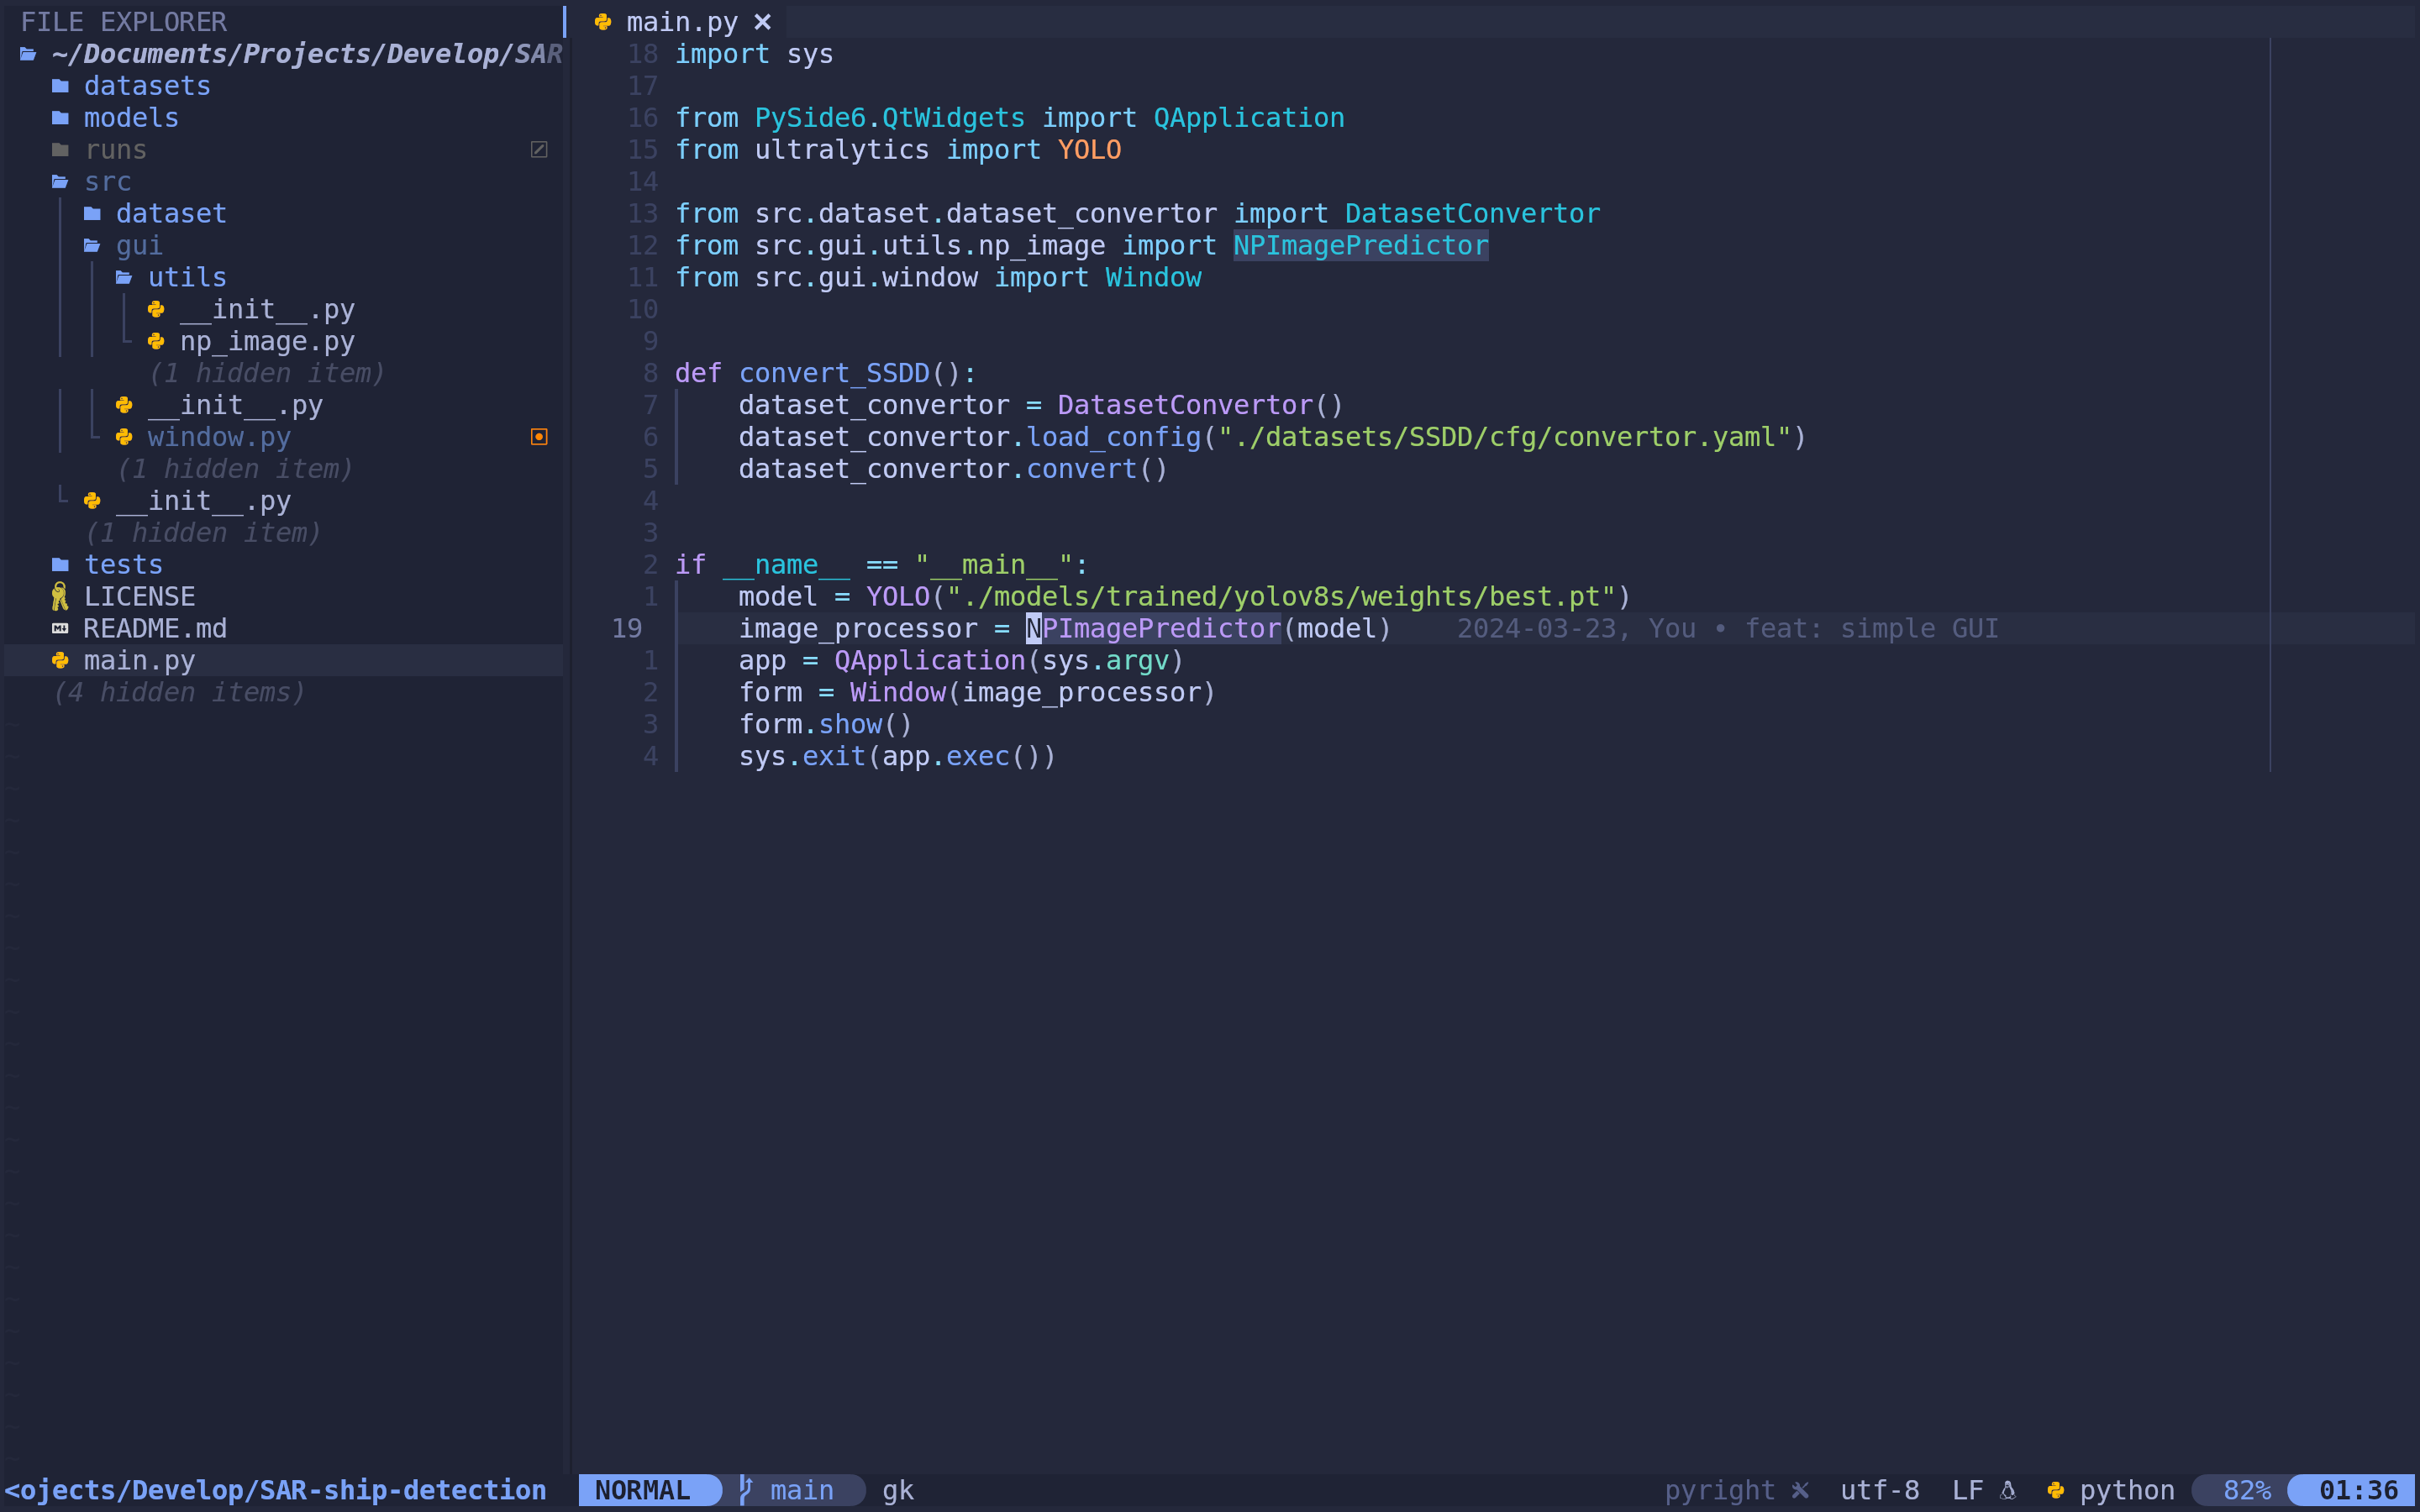 FILE EXPLORER
~/Documents/Projects/Develop/SAR
datasets
models
runs
src
dataset
gui
utils
__init__.py
np_image.py
(1 hidden item)
__init__.py
window.py
(1 hidden item)
__init__.py
(1 hidden item)
tests
LICENSE
README.md
main.py
(4 hidden items)
<ojects/Develop/SAR-ship-detection
main.py
18 import sys
17
16 from PySide6.QtWidgets import QApplication
15 from ultralytics import YOLO
14
13 from src.dataset.dataset_convertor import DatasetConvertor
12 from src.gui.utils.np_image import NPImagePredictor
11 from src.gui.window import Window
10
9
8 def convert_SSDD():
7     dataset_convertor = DatasetConvertor()
6     dataset_convertor.load_config("./datasets/SSDD/cfg/convertor.yaml")
5     dataset_convertor.convert()
4
3
2 if __name__ == "__main__":
1     model = YOLO("./models/trained/yolov8s/weights/best.pt")
19     image_processor = NPImagePredictor(model)    2024-03-23, You • feat: simple GUI
1     app = QApplication(sys.argv)
2     form = Window(image_processor)
3     form.show()
4     sys.exit(app.exec())
NORMAL main gk pyright utf-8 LF python 82% 01:36